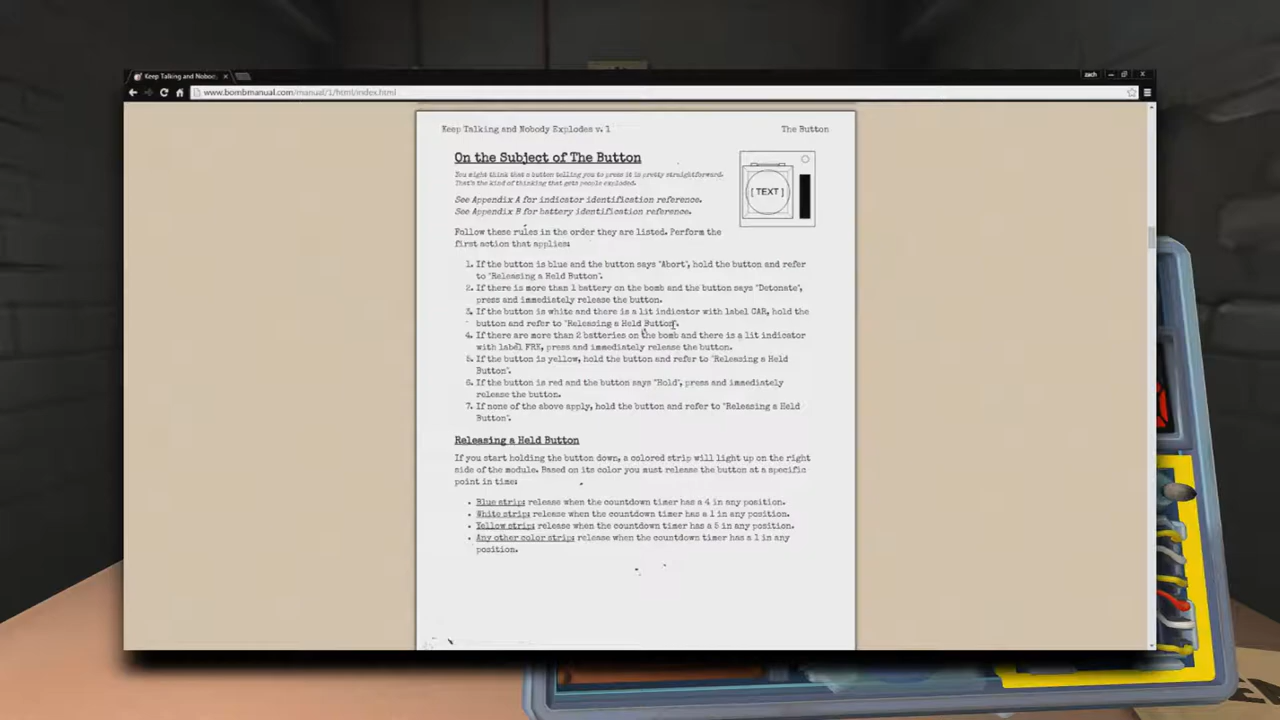 Keep Talking and Nobod
zach
www.bombmanual.com/manual/1/html/index.html
Keep Talking and Nobody Explodes v. 1
The Button
On the Subject of The Button
You might think that a button telling you to press it is pretty straightforward.
That's the kind of thinking that gets people exploded.
[ TEXT ]
See Appendix A for indicator identification reference.
See Appendix B for battery identification reference.
Follow these rules in the order they are listed. Perform the
first action that applies:
1. If the button is blue and the button says "Abort", hold the button and refer
to "Releasing a Held Button".
2. If there is more than 1 battery on the bomb and the button says "Detonate",
press and immediately release the button.
3. If the button is white and there is a lit indicator with label CAR, hold the
button and refer to "Releasing a Held Button".
4. If there are more than 2 batteries on the bomb and there is a lit indicator
with label FRK, press and immediately release the button.
5. If the button is yellow, hold the button and refer to "Releasing a Held
Button".
6. If the button is red and the button says "Hold", press and immediately
release the button.
7. If none of the above apply, hold the button and refer to "Releasing a Held
Button".
Releasing a Held Button
If you start holding the button down, a colored strip will light up on the right
side of the module. Based on its color you must release the button at a specific
point in time:
• Blue strip: release when the countdown timer has a 4 in any position.
• White strip: release when the countdown timer has a 1 in any position.
• Yellow strip: release when the countdown timer has a 5 in any position.
• Any other color strip: release when the countdown timer has a 1 in any
position.